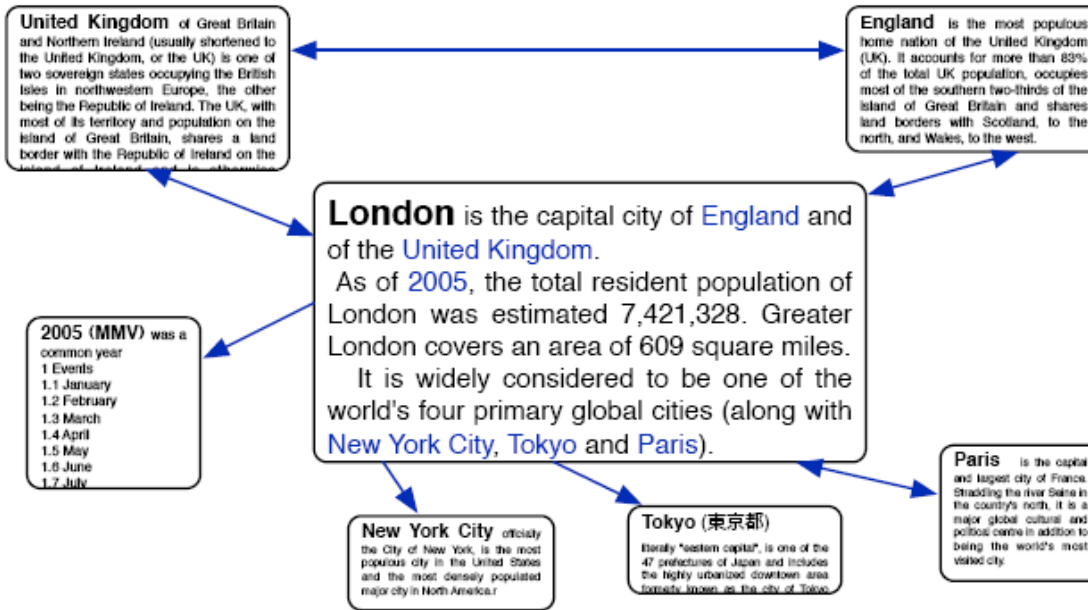 United Kingdom of Great Britain
and Northern Ireland (usually shortened to
the United Kingdom, or the UK) is one of
two sovereign states occupying the British
Isles in northwestern Europe, the other
being the Republic of Ireland. The UK, with
most of its territory and population on the
island of Great Britain, shares a land
border with the Republic of Ireland on the
island of Ireland and is otherwise
England is the most populous
home nation of the United Kingdom
(UK). It accounts for more than 83%
of the total UK population, occupies
most of the southern two-thirds of the
island of Great Britain and shares
land borders with Scotland, to the
north, and Wales, to the west.
London is the capital city of England and
of the United Kingdom.
As of 2005, the total resident population of
London was estimated 7,421,328. Greater
London covers an area of 609 square miles.
It is widely considered to be one of the
world's four primary global cities (along with
New York City, Tokyo and Paris).
2005 (MMV) was a
common year
1 Events
1.1 January
1.2 February
1.3 March
1.4 April
1.5 May
1.6 June
1.7 July
New York City officially
the City of New York, is the most
populous city in the United States
and the most densely populated
major city in North America.r
Tokyo (東京都)
literally "eastern capital", is one of the
47 prefectures of Japan and includes
the highly urbanized downtown area
formerly known as the city of Tokyo
Paris is the capital
and largest city of France.
Straddling the river Seine in
the country's north, it is a
major global cultural and
political centre in addition to
being the world's most
visited city.